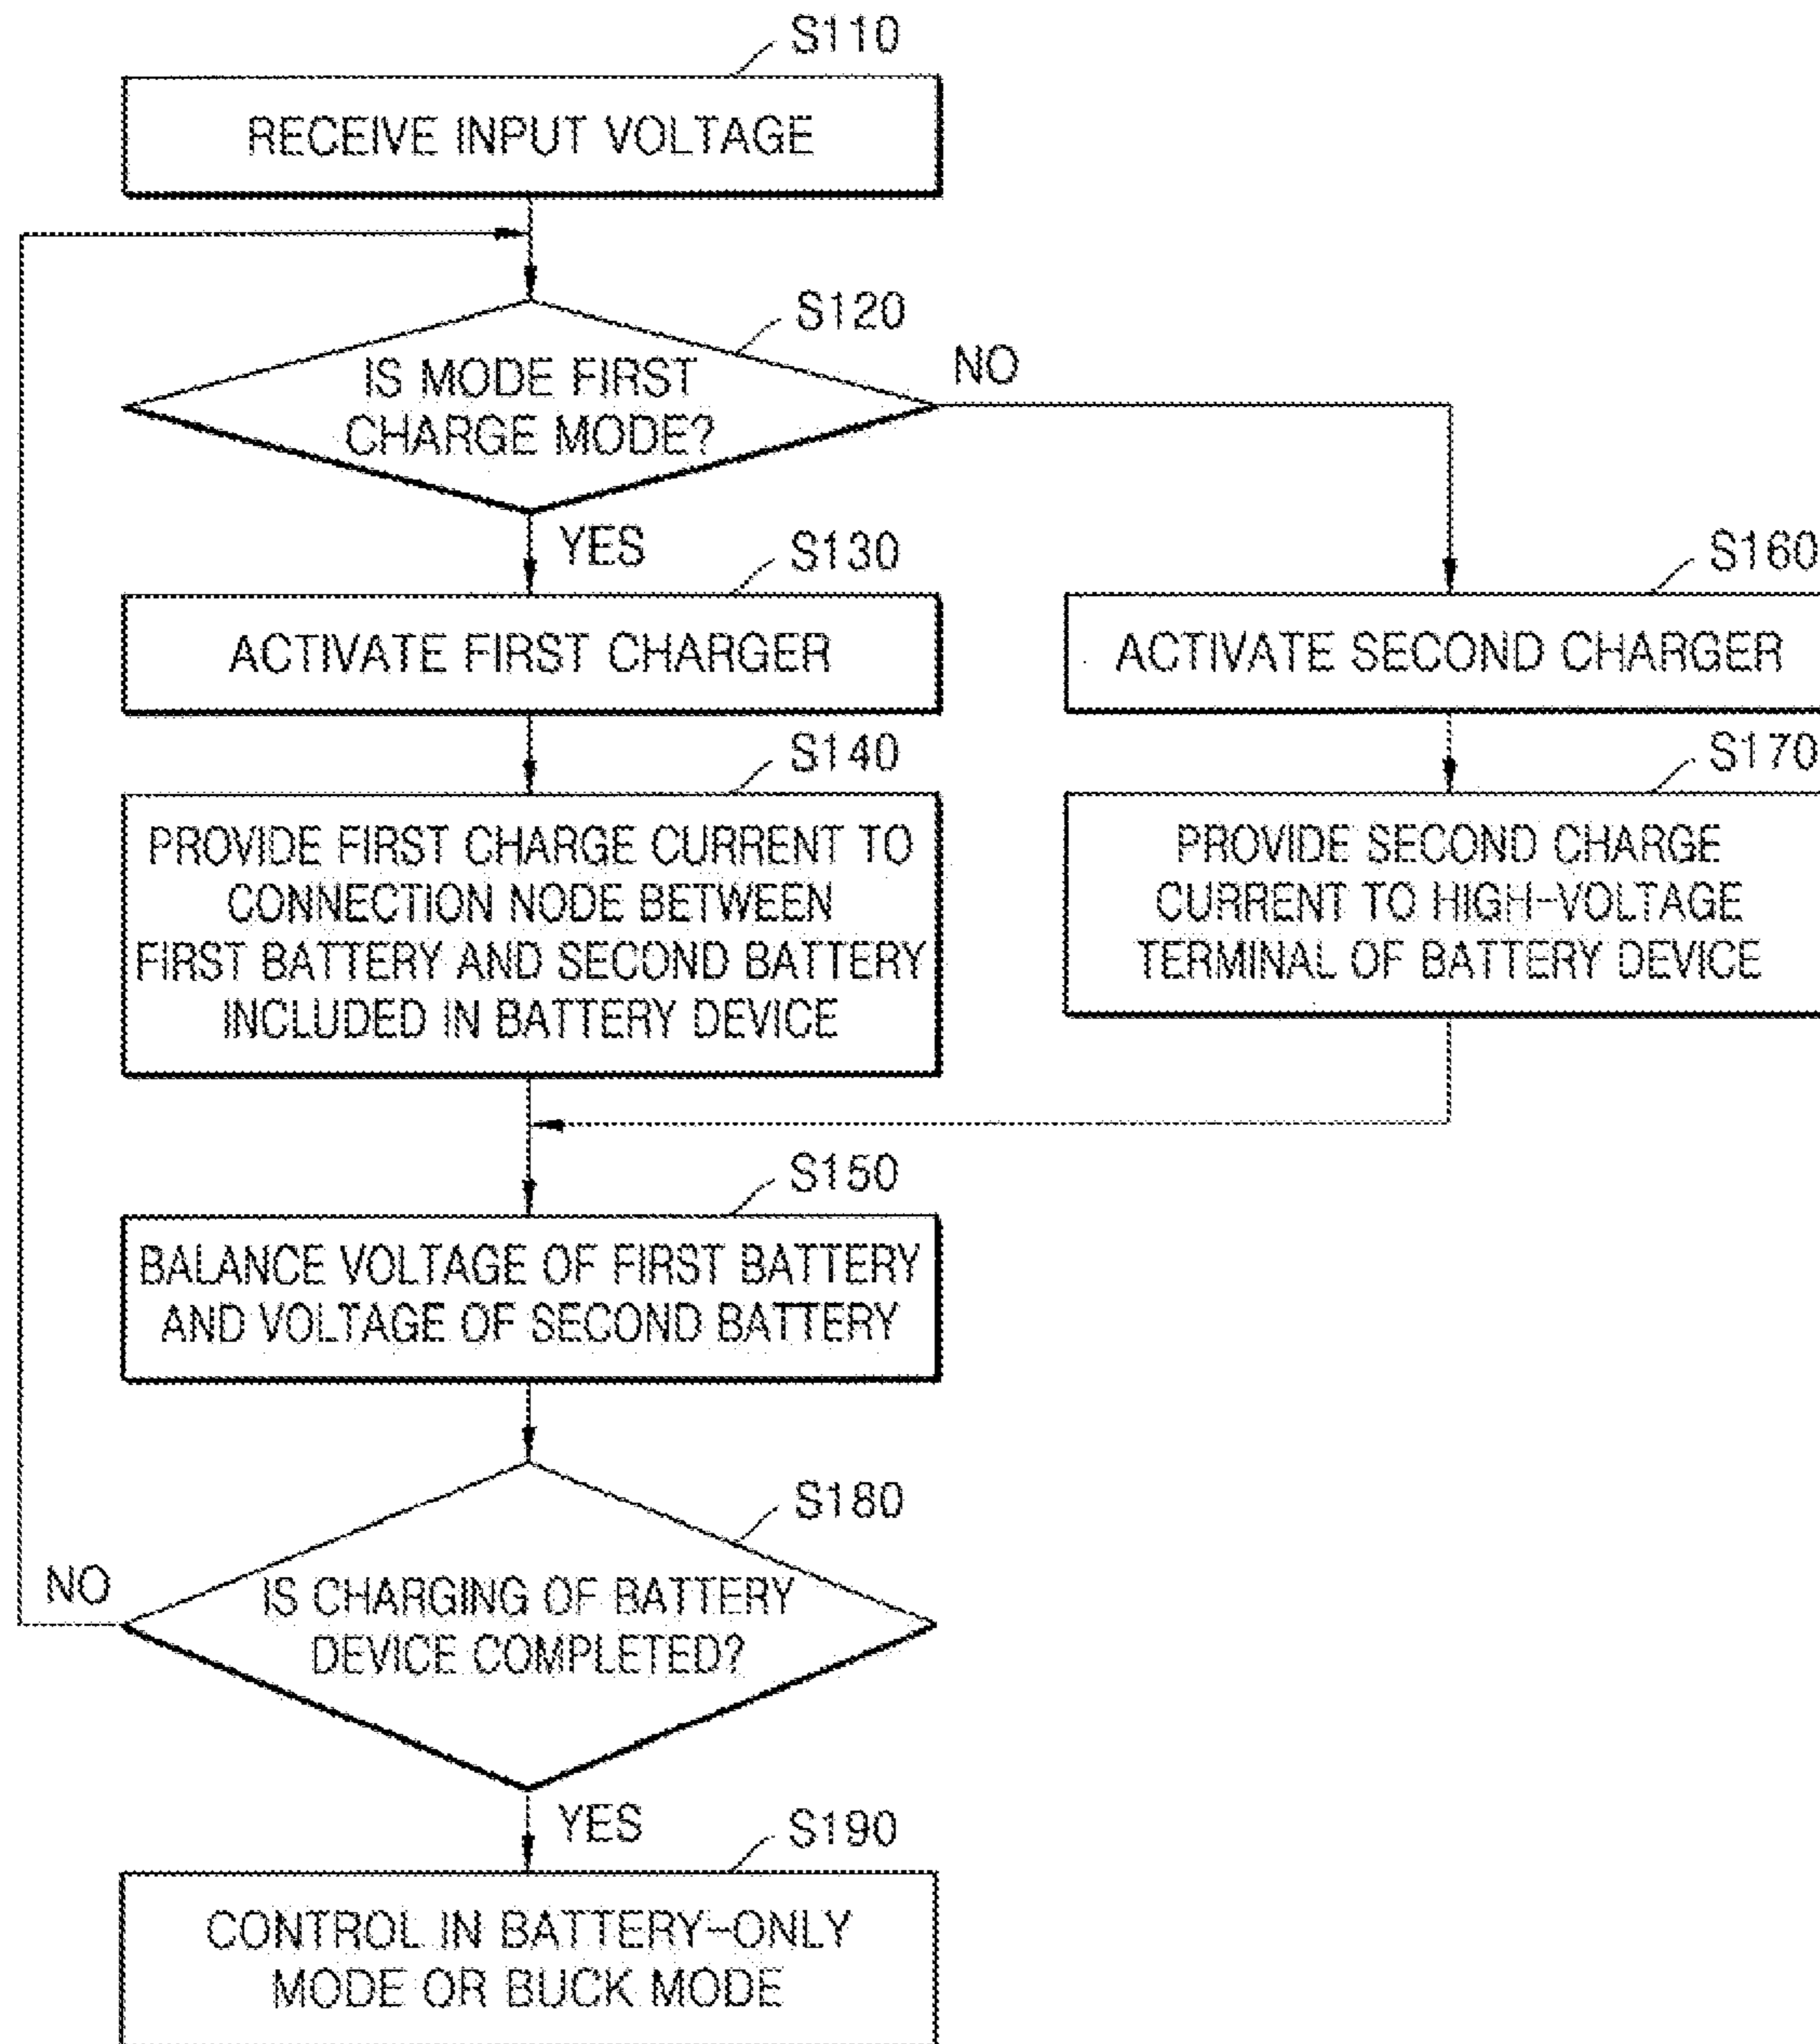 S110
RECEIVE INPUT VOLTAGE
S120
IS MODE FIRST
CHARGE MODE?
NO
YES
S130
ACTIVATE FIRST CHARGER
S160
ACTIVATE SECOND CHARGER
S140
PROVIDE FIRST CHARGE CURRENT TO
CONNECTION NODE BETWEEN
FIRST BATTERY AND SECOND BATTERY
INCLUDED IN BATTERY DEVICE
S170
PROVIDE SECOND CHARGE
CURRENT TO HIGH-VOLTAGE
TERMINAL OF BATTERY DEVICE
S150
BALANCE VOLTAGE OF FIRST BATTERY
AND VOLTAGE OF SECOND BATTERY
S180
IS CHARGING OF BATTERY
DEVICE COMPLETED?
NO
YES
S190
CONTROL IN BATTERY-ONLY
MODE OR BUCK MODE